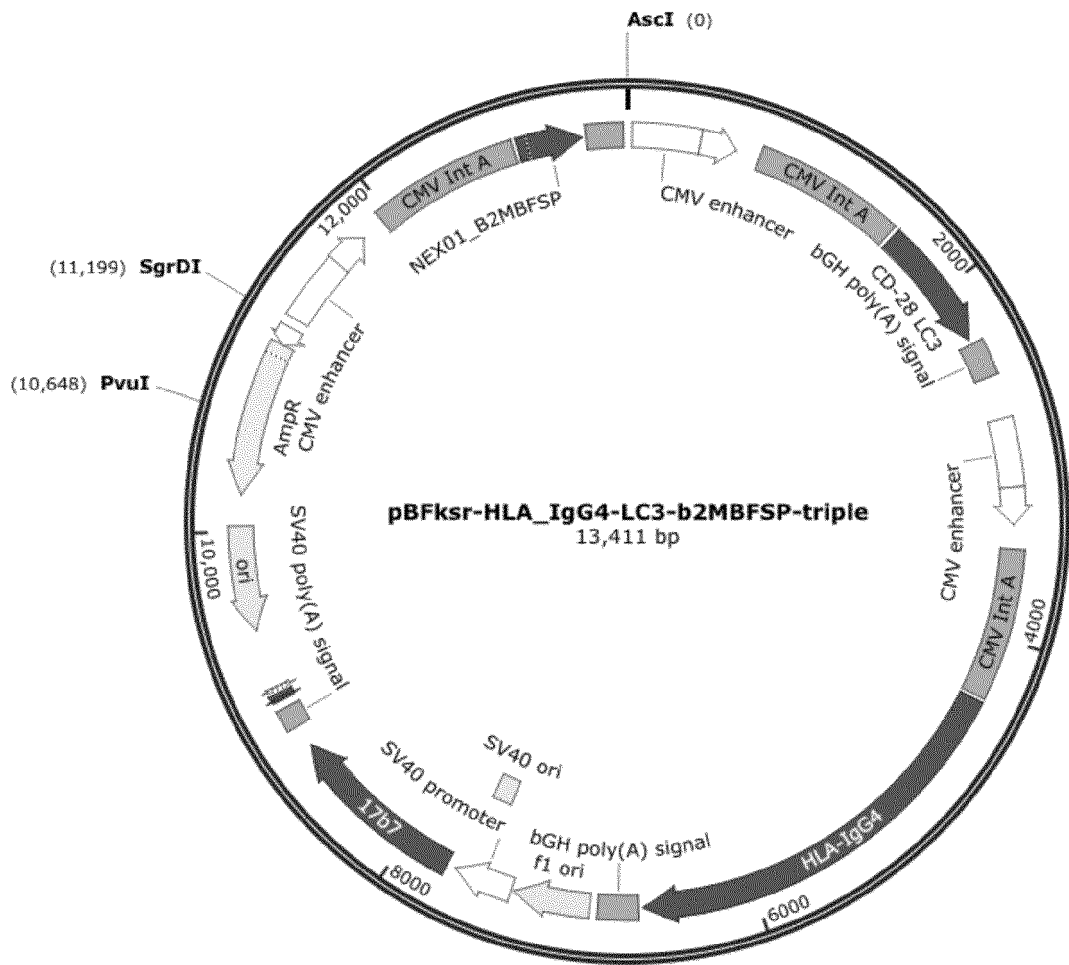 AscI (0)
CMV enhancer
CMV Int A
2000
CD-28 LC3
bGH poly(A) signal
CMV enhancer
CMV Int A
4000
HLA-IgG4
6000
bGH poly(A) signal
f1 ori
SV40 ori
SV40 promoter
8000
17b7
SV40 poly(A) signal
ori
10,000
AmpR
(10,648) PvuI
(11,199) SgrDI
CMV enhancer
12,000
CMV Int A
NEX01_B2MBFSP
pBFksr-HLA_IgG4-LC3-b2MBFSP-triple
13,411 bp